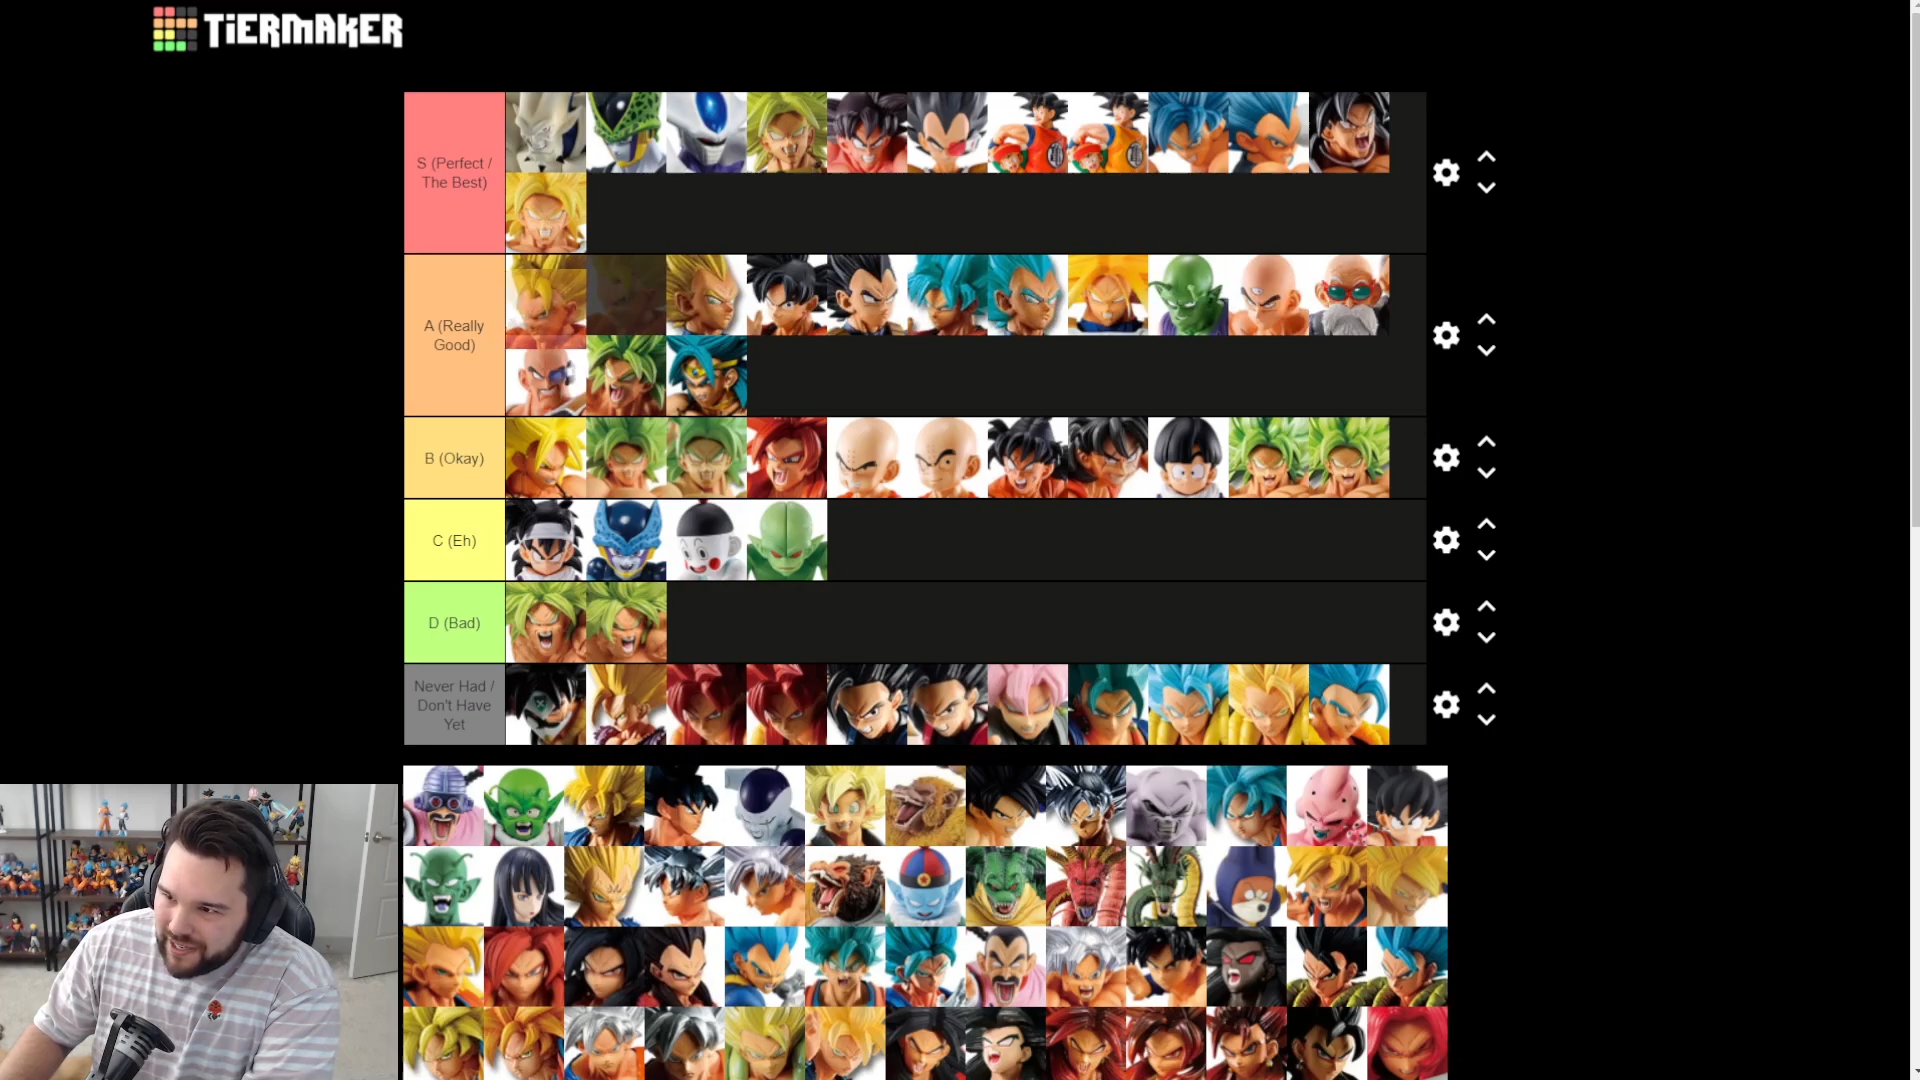 TiERMAKER
S (Perfect /
The Best)
A (Really
Good)
B (Okay)
C (Eh)
D (Bad)
Never Had /
Don't Have
Yet